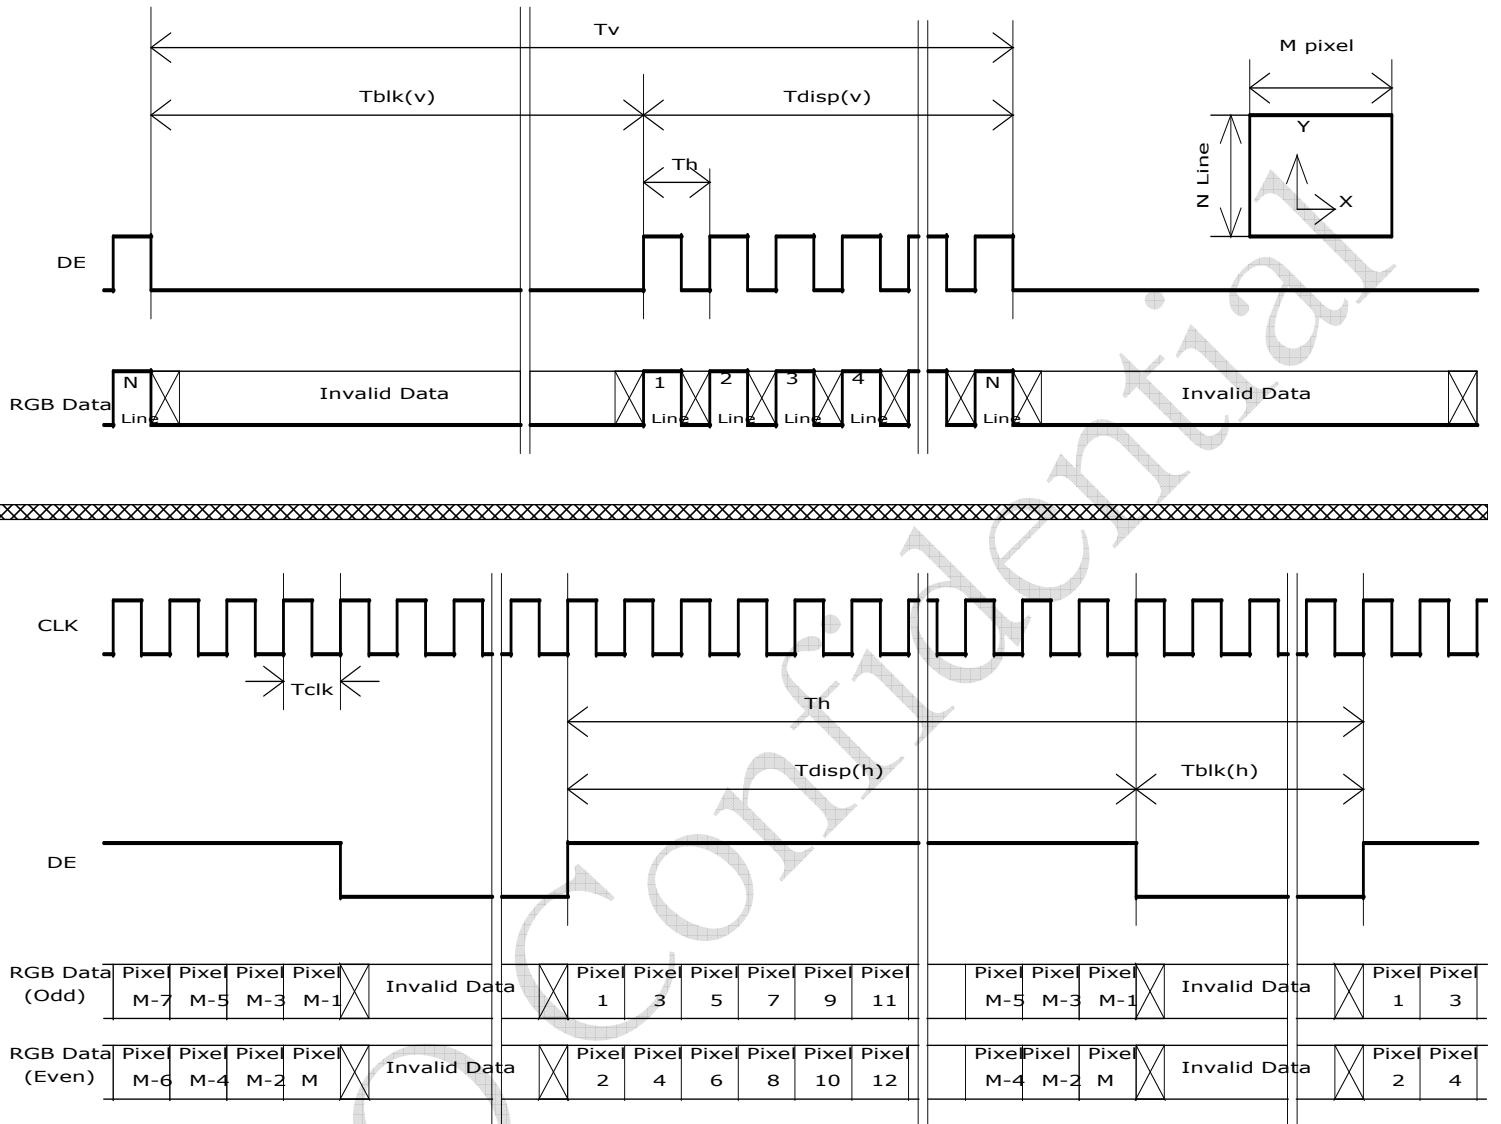 Tv
M pixel
Tblk(v) Tdisp(v)
Th
N Line
Y
X
DE
RGB Data
N Line Invalid Data 1 Line 2 Line 3 Line 4 Line N Line Invalid Data
CLK
Tclk
Th
Tdisp(h) Tblk(h)
DE
RGB Data (Odd)
Pixel M-7 Pixel M-5 Pixel M-3 Pixel M-1 Invalid Data Pixel 1 Pixel 3 Pixel 5 Pixel 7 Pixel 9 Pixel 11 Pixel M-5 Pixel M-3 Pixel M-1 Invalid Data Pixel 1 Pixel 3
RGB Data (Even)
Pixel M-6 Pixel M-4 Pixel M-2 Pixel M Invalid Data Pixel 2 Pixel 4 Pixel 6 Pixel 8 Pixel 10 Pixel 12 Pixel M-4 Pixel M-2 Pixel M Invalid Data Pixel 2 Pixel 4
O Confidential